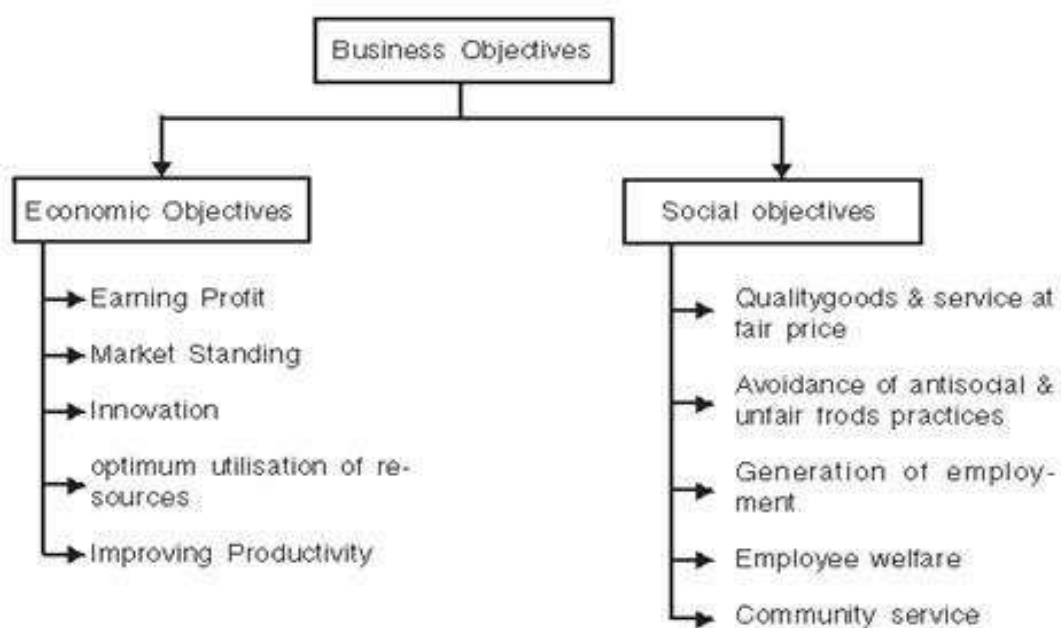 Business Objectives
Economic Objectives
Earning Profit
Market Standing
Innovation
optimum utilisation of re-
sources
Improving Productivity
Social objectives
Qualitygoods & service at
fair price
Avoidance of antisocial &
unfair frods practices
Generation of employ-
ment
Employee welfare
Community service